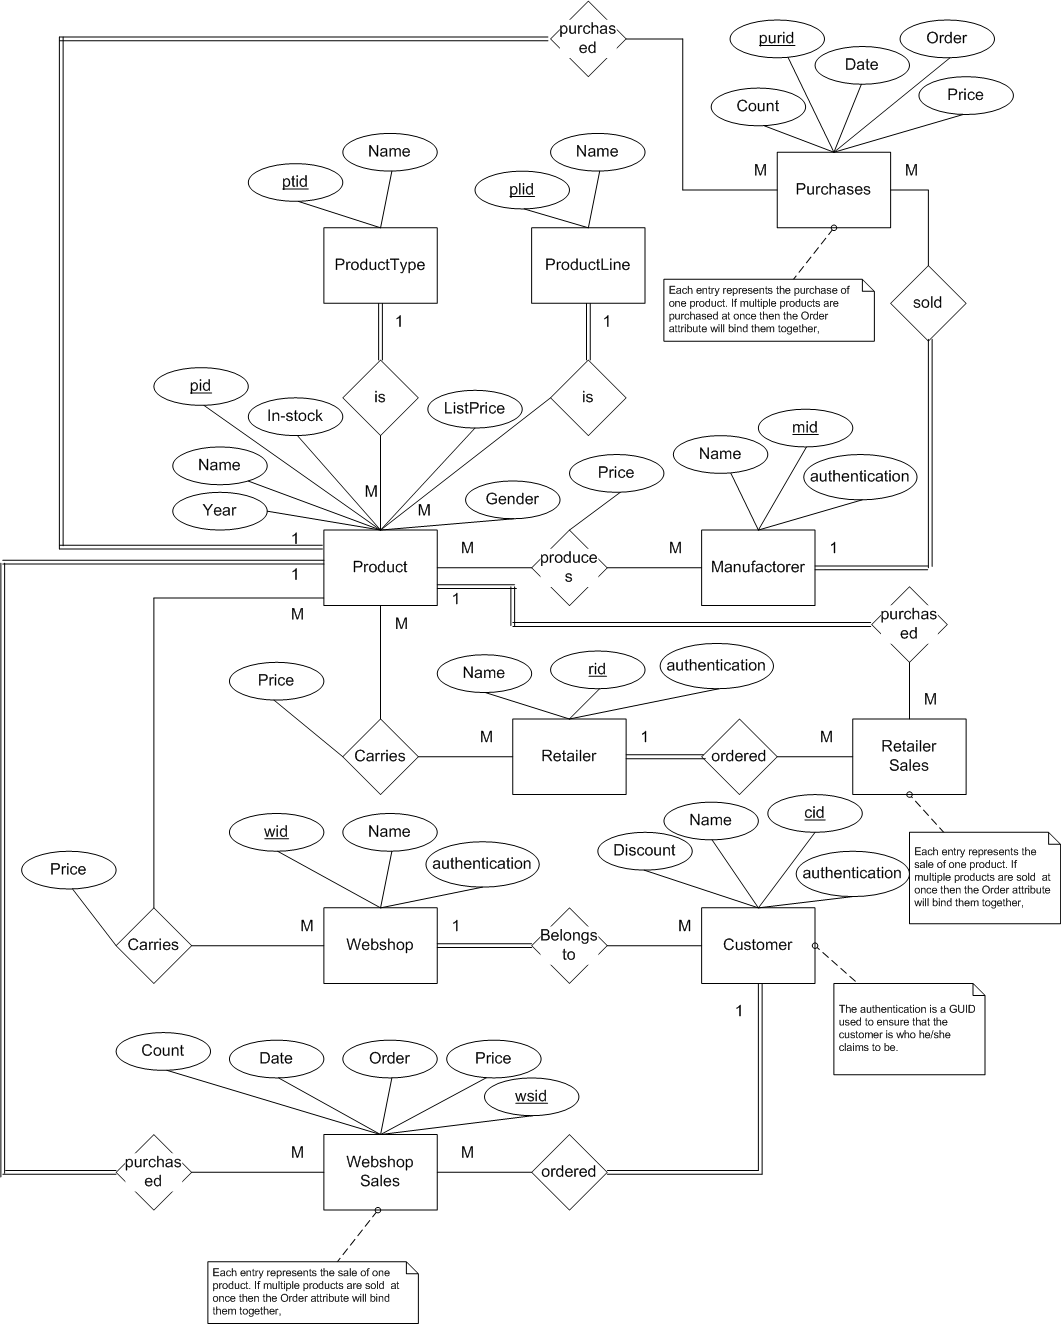 purchas
ed
purid
Order
Date
Count
Price
Name
Name
ptid
plid
M
Purchases
M
ProductType
ProductLine
Each entry represents the purchase of
one product. If multiple products are
purchased at once then the Order
attribute will bind them together,
sold
1
1
is
is
pid
In-stock
ListPrice
mid
Name
Name
Price
authentication
Year
M
M
Gender
1
Product
M
produce
s
M
Manufactorer
1
1
1
M
M
purchas
ed
Price
Name
rid
authentication
M
Carries
M
Retailer
1
ordered
M
Retailer
Sales
wid
Name
authentication
Name
cid
Discount
authentication
Each entry represents the
sale of one product. If
multiple products are sold  at
once then the Order attribute
will bind them together,
Price
Carries
M
Webshop
1
Belongs
to
M
Customer
1
The authentication is a GUID
used to ensure that the
customer is who he/she
claims to be.
Count
Date
Order
Price
wsid
purchas
ed
M
Webshop
Sales
M
ordered
Each entry represents the sale of one
product. If multiple products are sold  at
once then the Order attribute will bind
them together,